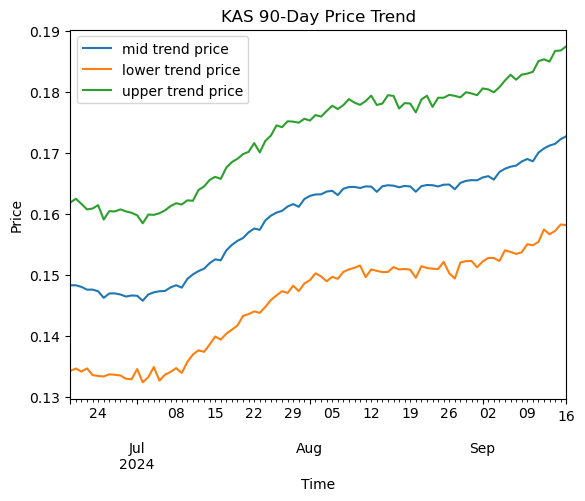 KAS 90-Day Price Trend
mid trend price
lower trend price
upper trend price
Price
0.19
0.18
0.17
0.16
0.15
0.14
0.13
24 08 15 22 29 05 12 19 26 02 09 16
Jul Aug Sep
2024
Time